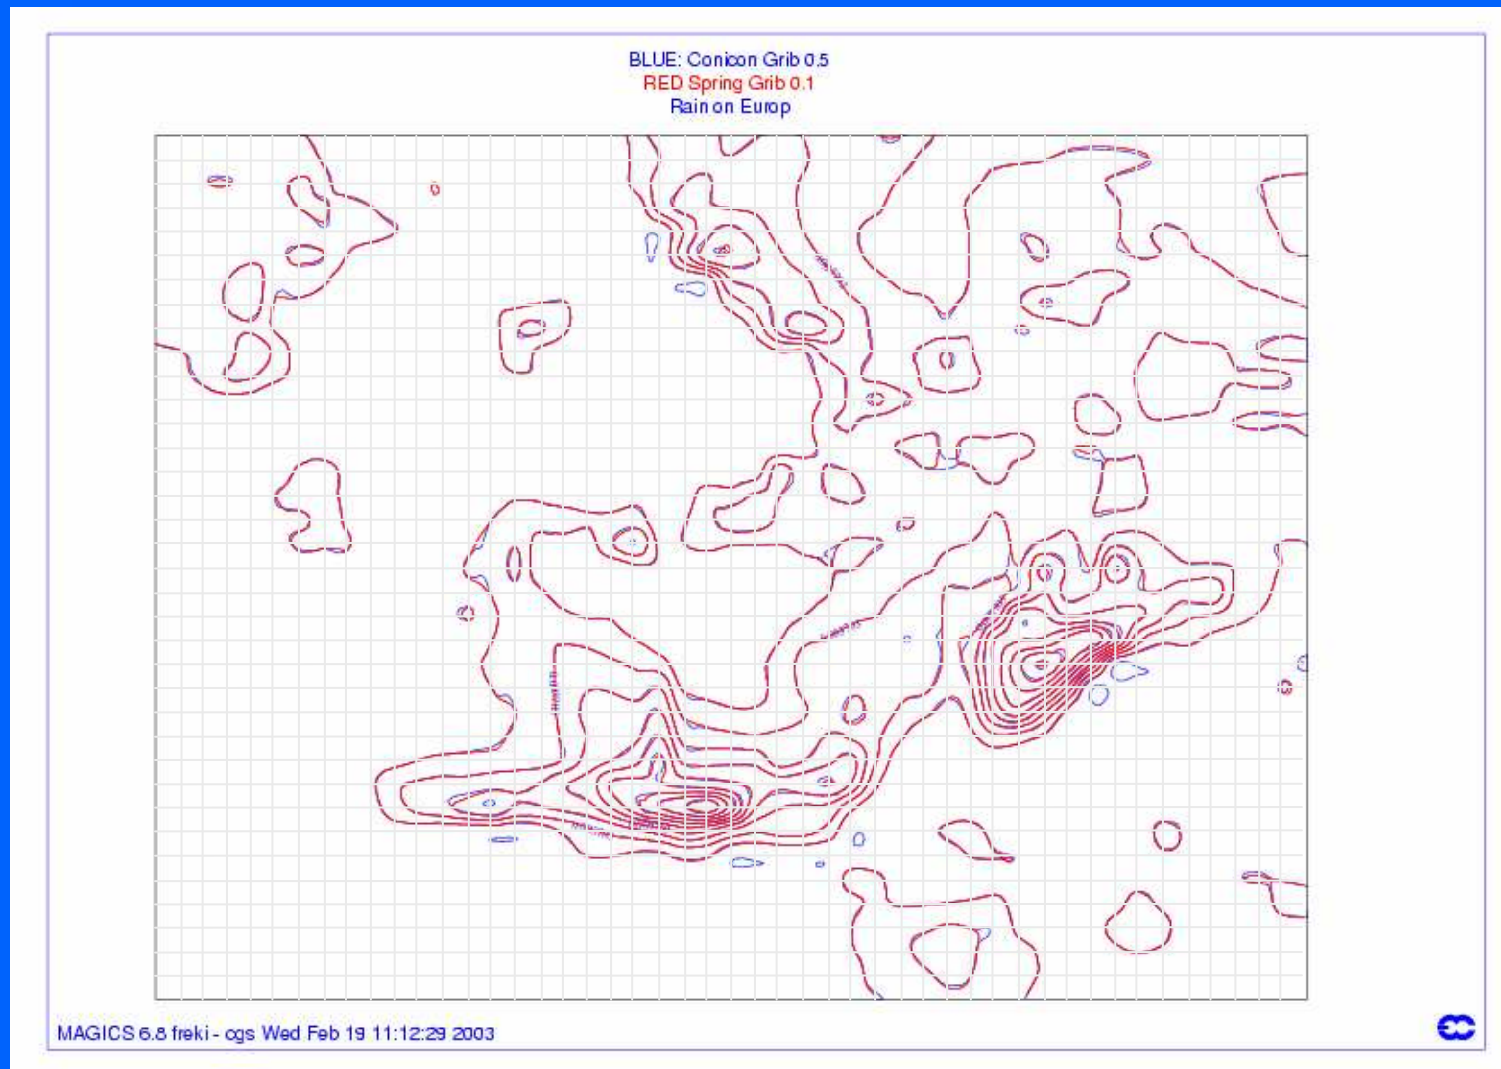 BLUE: Conicon Grib 0.5
RED Spring Grib 0.1
Rain on Europ
MAGICS 6.8 freki - cgs Wed Feb 19 11:12:29 2003